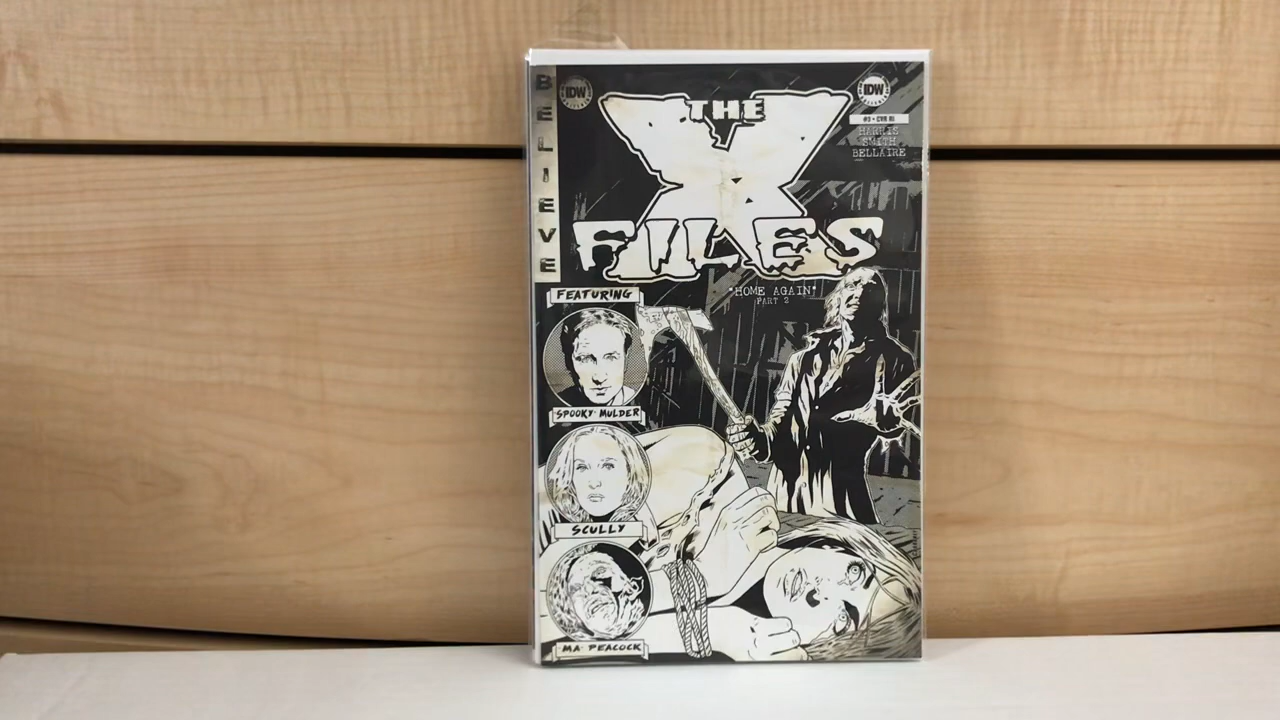 BELIEVE
IDW
IDW
THE
X
FILES
#3 • CVR RI
HARRIS
SMITH
BELLAIRE
"HOME AGAIN"
PART 2
FEATURING
SPOOKY MULDER
SCULLY
MA PEACOCK